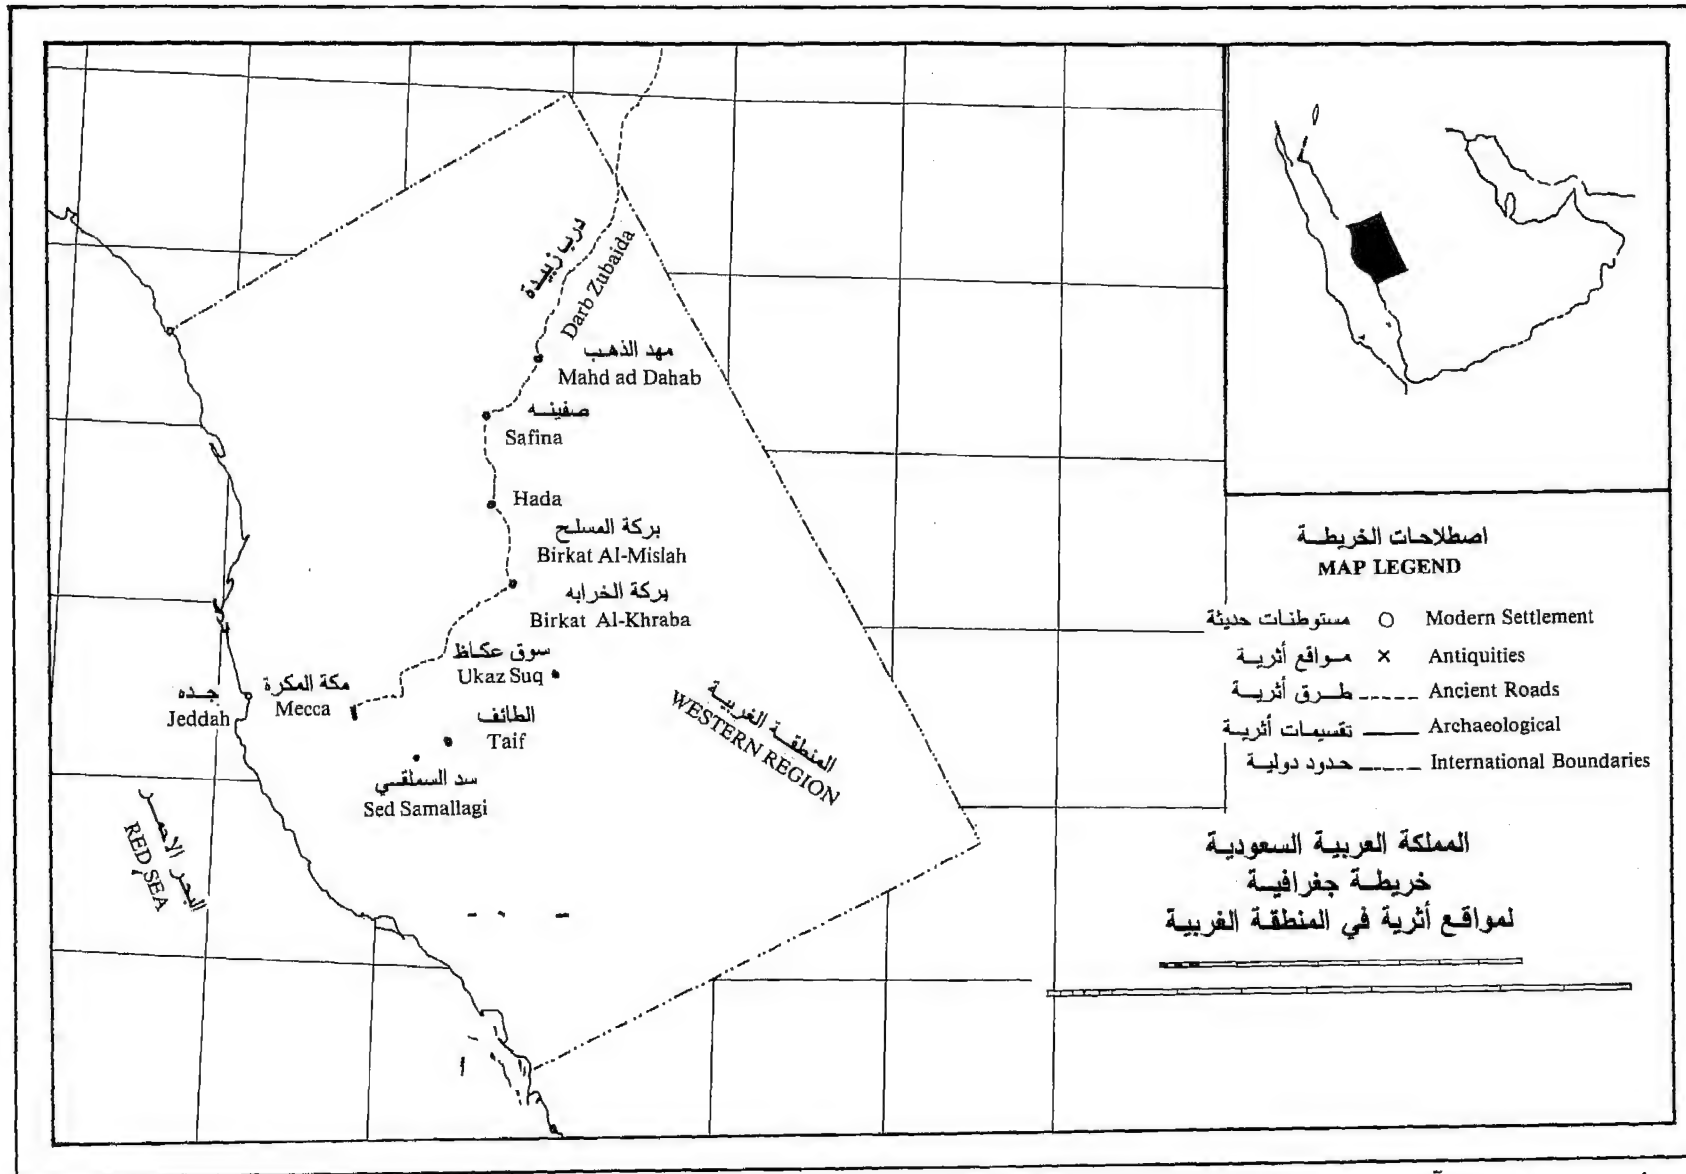 درب زبيدة
Darb Zubaida
مهد الذهب
Mahd ad Dahab
صفينه
Safina
Hada
بركة المسلح
Birkat Al-Mislah
بركة الخرابه
Birkat Al-Khraba
سوق عكاظ
Ukaz Suq
مكة المكرة
Mecca
جده
Jeddah
الطائف
Taif
سد السملقي
Sed Samallagi
المنطقة الغربية
WESTERN REGION
البحر الاحمر
RED SEA
اصطلاحات الخريطة
MAP LEGEND
مستوطنات حديثة Modern Settlement
مواقع أثرية Antiquities
طرق أثرية Ancient Roads
تقسيمات أثرية Archaeological
حدود دولية International Boundaries
المملكة العربية السعودية
خريطة جغرافية
لمواقع أثرية في المنطقة الغربية